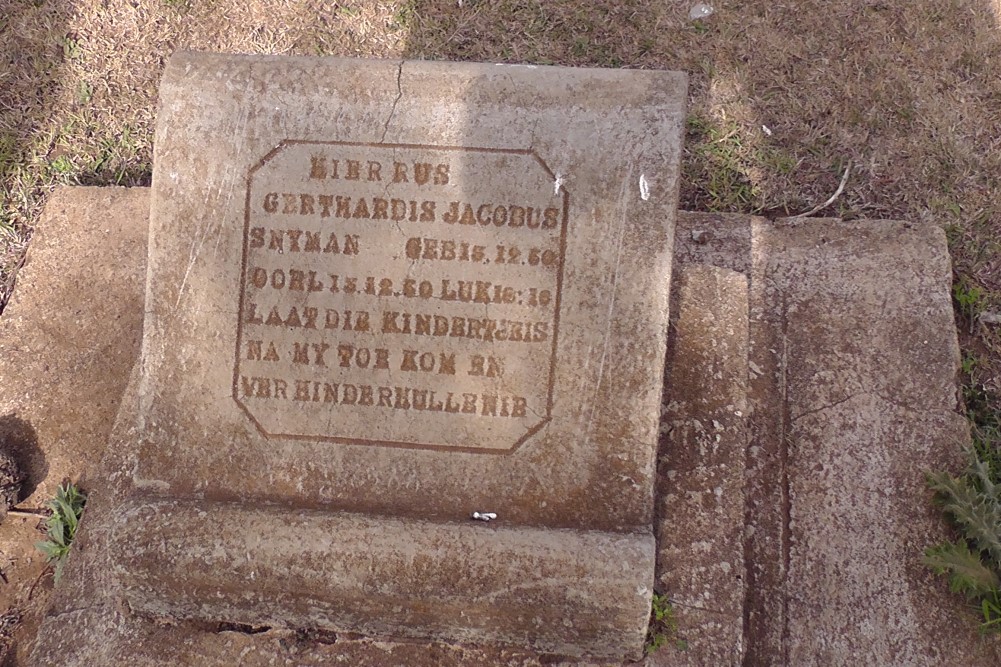 HIER RUS
GERTHARDIS JACOBUS
SNYMAN GEB 15.12.50
OORL 15.12.50 LUK 18:16
LAAT DIE KINDERTJEIS
NA MY TOE KOM EN
VERHINDER HULLE NIE